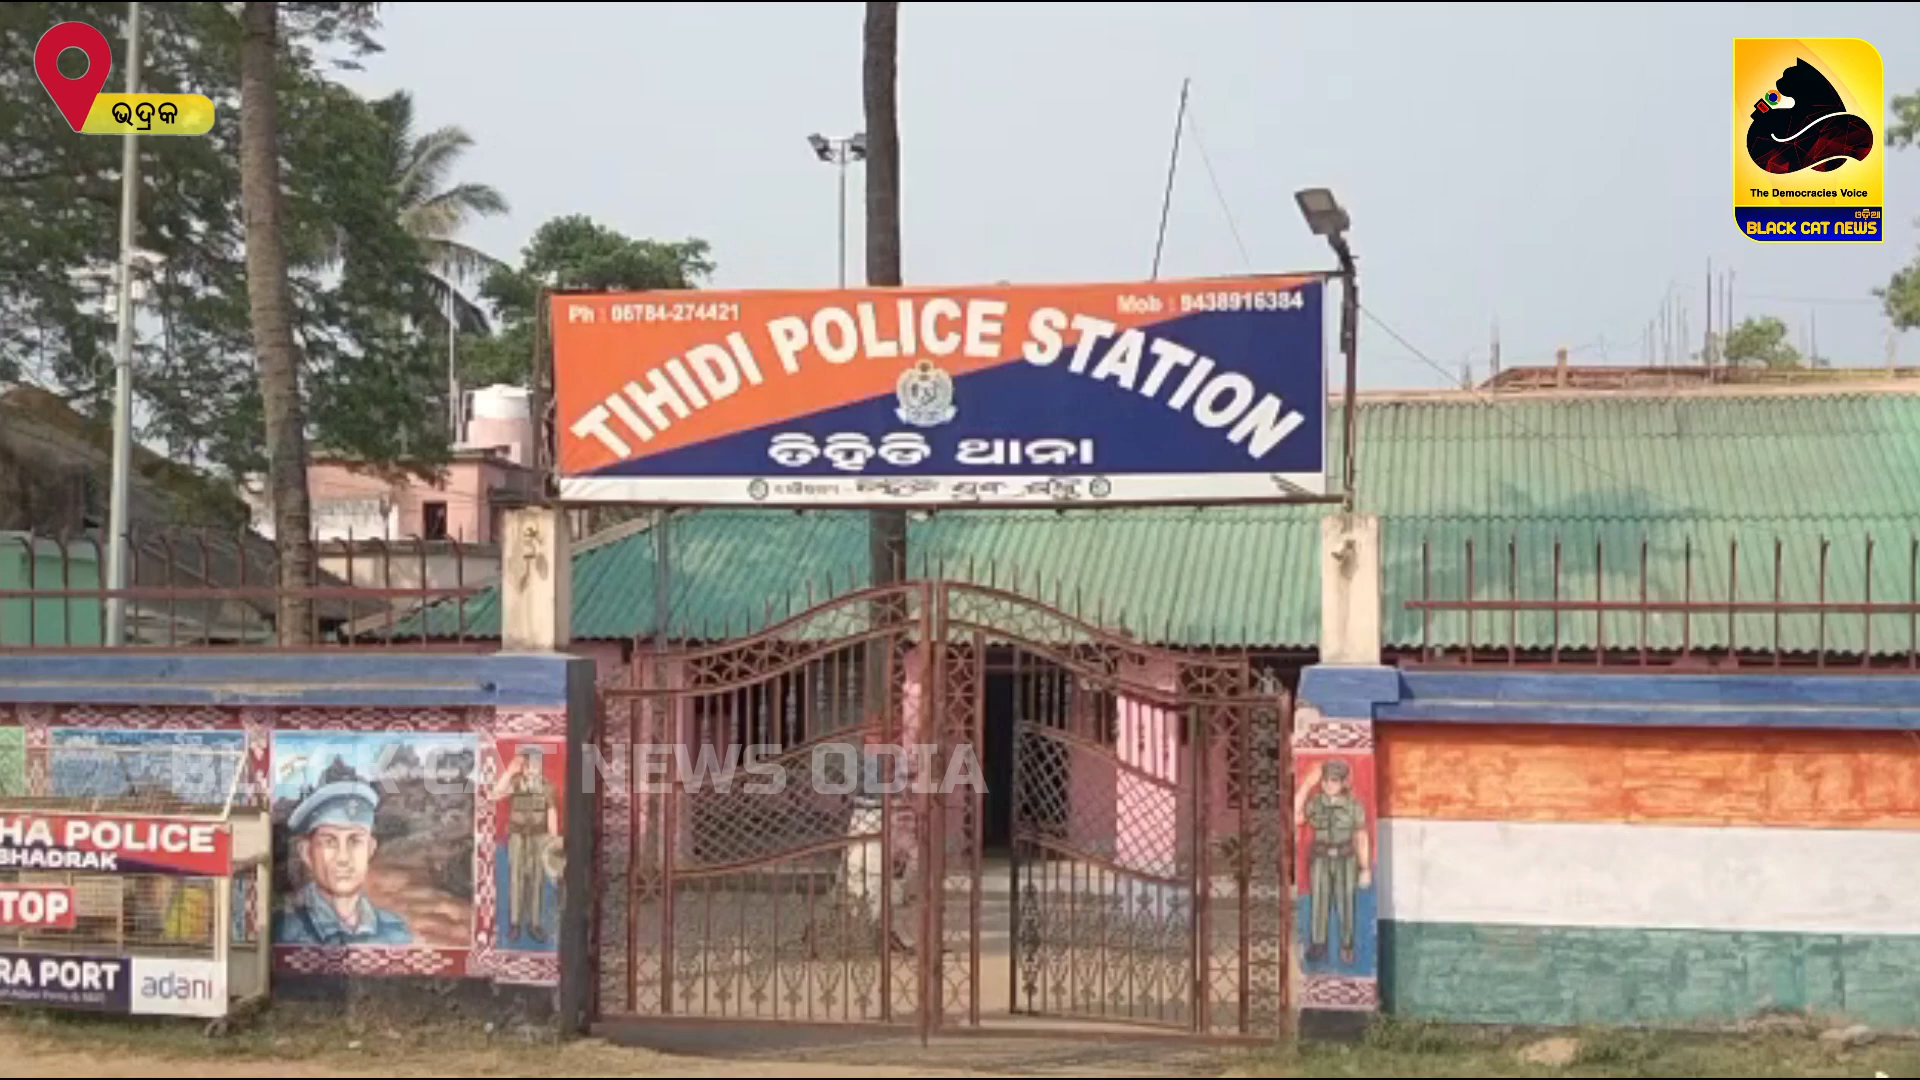 ଭଦ୍ରକ
The Democracies Voice
ଓଡ଼ିଆ
BLACK CAT NEWS
Ph : 06784-274421
Mob : 9438916384
TIHIDI POLICE STATION
ତିହିଡି ଥାନା
BLACK CAT NEWS ODIA
HA POLICE
BHADRAK
TOP
RA PORT
adani